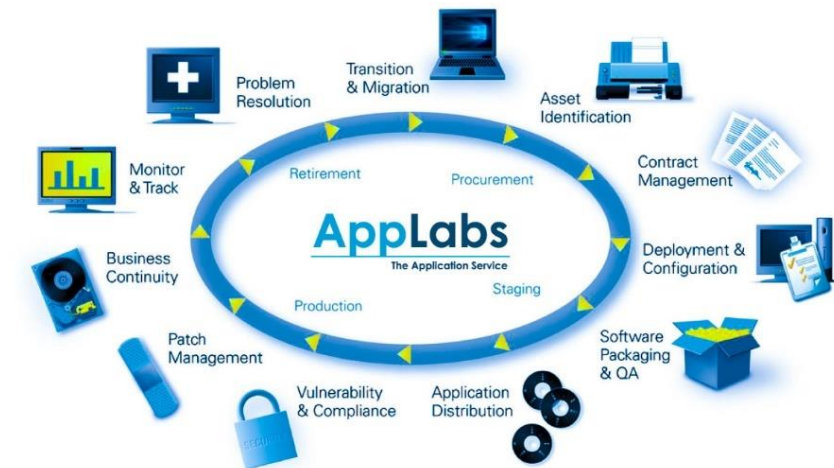 Transition
& Migration
Asset
Identification
Contract
Management
Deployment &
Configuration
Software
Packaging
& QA
Application
Distribution
Vulnerability
& Compliance
SECURE
Patch
Management
Business
Continuity
Monitor
& Track
Problem
Resolution
Retirement
Procurement
AppLabs
The Application Service
Staging
Production